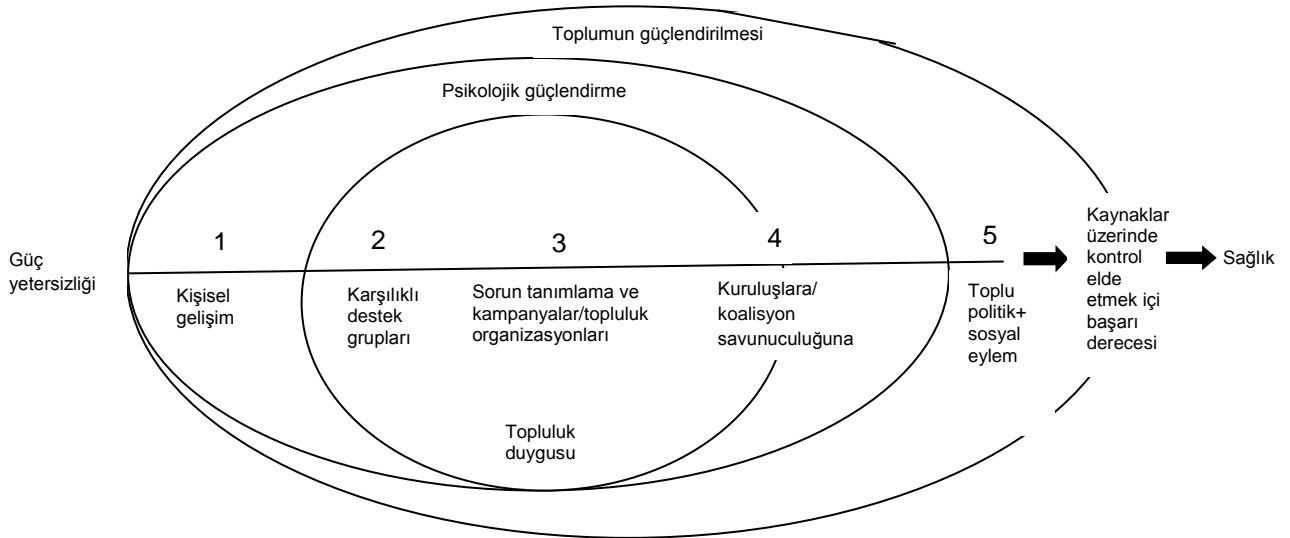 Toplumun güçlendirilmesi
Psikolojik güçlendirme
Güç
yetersizliği
1
Kişisel
gelişim
2
Karşılıklı
destek
grupları
3
Sorun tanımlama ve
kampanyalar/topluluk
organizasyonları
4
Kuruluşlara/
koalisyon
savunuculuğuna
5
Toplu
politik+
sosyal
eylem
Kaynaklar
üzerinde
kontrol
elde
etmek içi
başarı
derecesi
Sağlık
Topluluk
duygusu